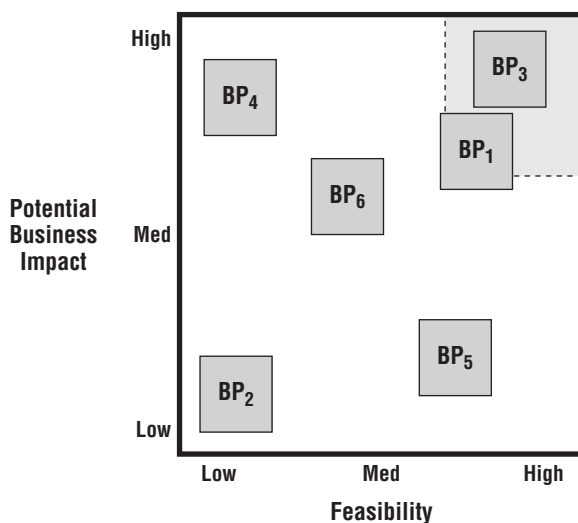 High
BP3
BP4
BP1
Potential
Business
Impact
BP6
Med
BP5
BP2
Low
Low Med High
Feasibility